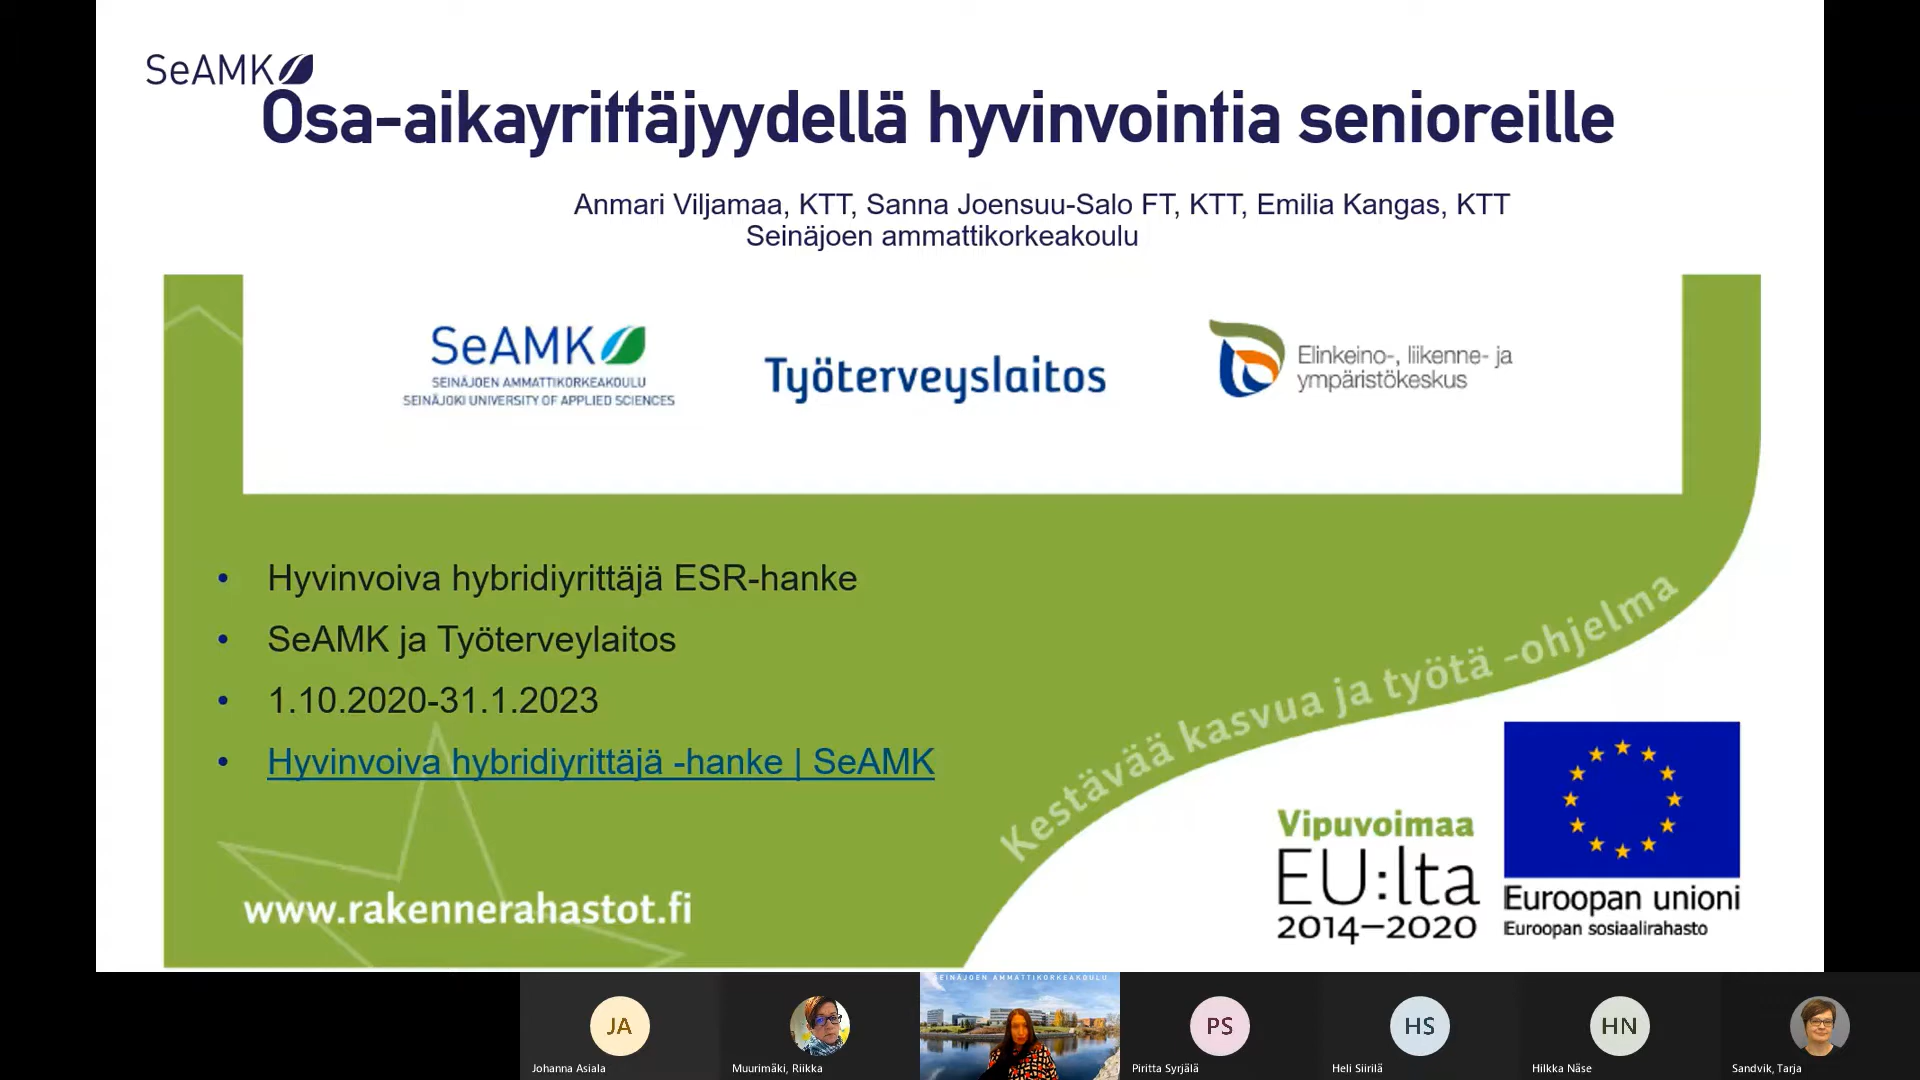 SeAMK
Osa-aikayrittäjyydellä hyvinvointia senioreille
Anmari Viljamaa, KTT, Sanna Joensuu-Salo FT, KTT, Emilia Kangas, KTT
Seinäjoen ammattikorkeakoulu
SeAMK
SEINÄJOEN AMMATTIKORKEAKOULU
SEINÄJOKI UNIVERSITY OF APPLIED SCIENCES
Työterveyslaitos
Elinkeino-, liikenne- ja
ympäristökeskus
• Hyvinvoiva hybridiyrittäjä ESR-hanke
• SeAMK ja Työterveylaitos
• 1.10.2020-31.1.2023
• Hyvinvoiva hybridiyrittäjä -hanke | SeAMK
Kestävää kasvua ja työtä -ohjelma
www.rakennerahastot.fi
Vipuvoimaa
EU:lta
2014–2020
Euroopan unioni
Euroopan sosiaalirahasto
SEINÄJOEN AMMATTIKORKEAKOULU
JA
PS
HS
HN
Johanna Asiala
Muurimäki, Riikka
Piritta Syrjälä
Heli Siirilä
Hilkka Näse
Sandvik, Tarja